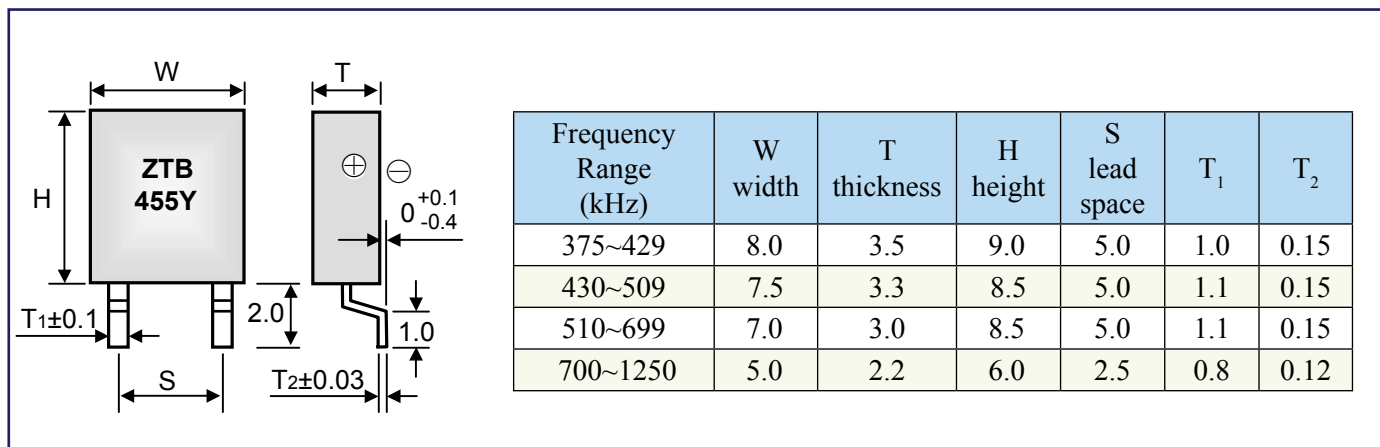 W
T
H
ZTB
455Y
⊕ ⊖
0 +0.1 -0.4
T1±0.1
2.0
1.0
S
T2±0.03
Frequency Range (kHz) | W width | T thickness | H height | S lead space | T1 | T2
375~429 | 8.0 | 3.5 | 9.0 | 5.0 | 1.0 | 0.15
430~509 | 7.5 | 3.3 | 8.5 | 5.0 | 1.1 | 0.15
510~699 | 7.0 | 3.0 | 8.5 | 5.0 | 1.1 | 0.15
700~1250 | 5.0 | 2.2 | 6.0 | 2.5 | 0.8 | 0.12